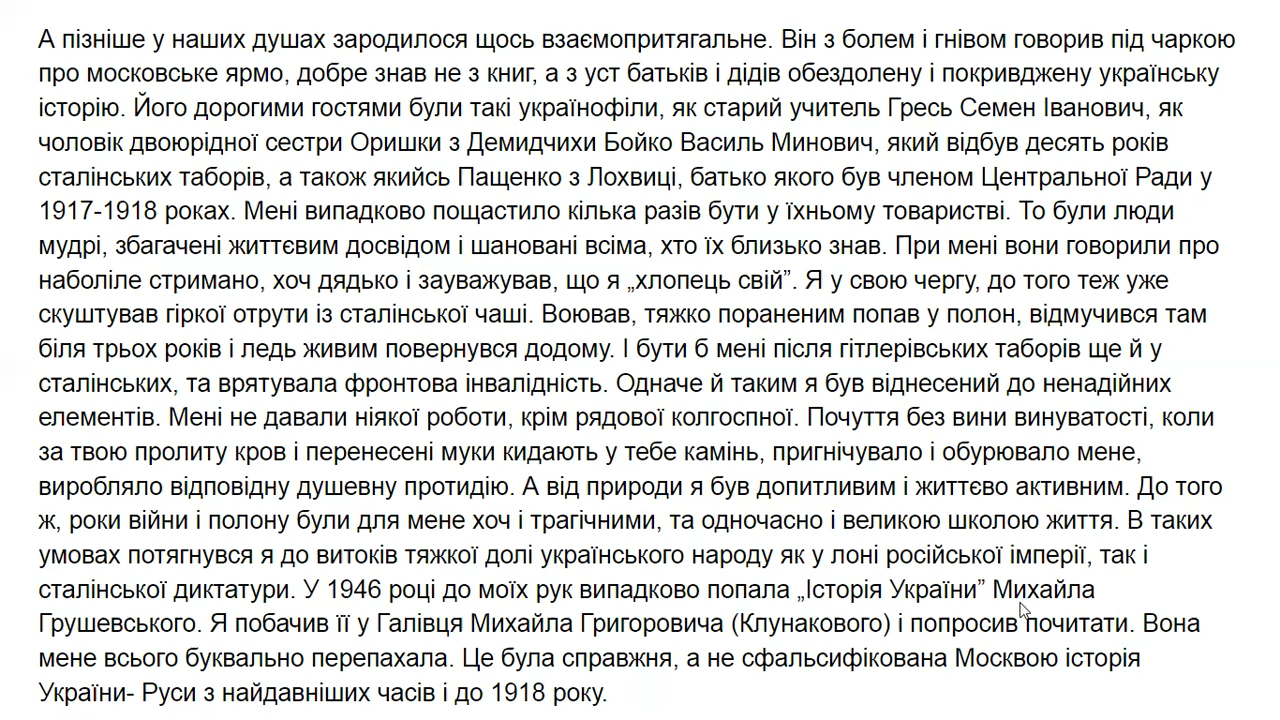 А пізніше у наших душах зародилося щось взаємопритягальне. Він з болем і гнівом говорив під чаркою
про московське ярмо, добре знав не з книг, а з уст батьків і дідів обездолену і покривджену українську
історію. Його дорогими гостями були такі українофіли, як старий учитель Гресь Семен Іванович, як
чоловік двоюрідної сестри Оришки з Демидчихи Бойко Василь Минович, який відбув десять років
сталінських таборів, а також якийсь Пащенко з Лохвиці, батько якого був членом Центральної Ради у
1917-1918 роках. Мені випадково пощастило кілька разів бути у їхньому товаристві. То були люди
мудрі, збагачені життєвим досвідом і шановані всіма, хто їх близько знав. При мені вони говорили про
наболіле стримано, хоч дядько і зауважував, що я „хлопець свій”. Я у свою чергу, до того теж уже
скуштував гіркої отрути із сталінської чаші. Воював, тяжко пораненим попав у полон, відмучився там
біля трьох років і ледь живим повернувся додому. І бути б мені після гітлерівських таборів ще й у
сталінських, та врятувала фронтова інвалідність. Одначе й таким я був віднесений до ненадійних
елементів. Мені не давали ніякої роботи, крім рядової колгоспної. Почуття без вини винуватості, коли
за твою пролиту кров і перенесені муки кидають у тебе камінь, пригнічувало і обурювало мене,
виробляло відповідну душевну протидію. А від природи я був допитливим і життєво активним. До того
ж, роки війни і полону були для мене хоч і трагічними, та одночасно і великою школою життя. В таких
умовах потягнувся я до витоків тяжкої долі українського народу як у лоні російської імперії, так і
сталінської диктатури. У 1946 році до моїх рук випадково попала „Історія України” Михайла
Грушевського. Я побачив її у Галівця Михайла Григоровича (Клунакового) і попросив почитати. Вона
мене всього буквально перепахала. Це була справжня, а не сфальсифікована Москвою історія
України- Руси з найдавніших часів і до 1918 року.